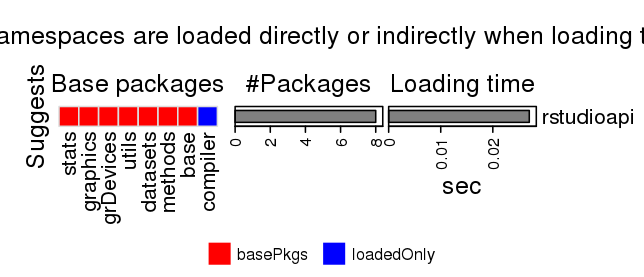 amespaces are loaded directly or indirectly when loading t
Base packages #Packages Loading time
Suggests
rstudioapi
stats graphics grDevices utils datasets methods base compiler
0 2 4 6 8
0 0.01 0.02
sec
basePkgs loadedOnly